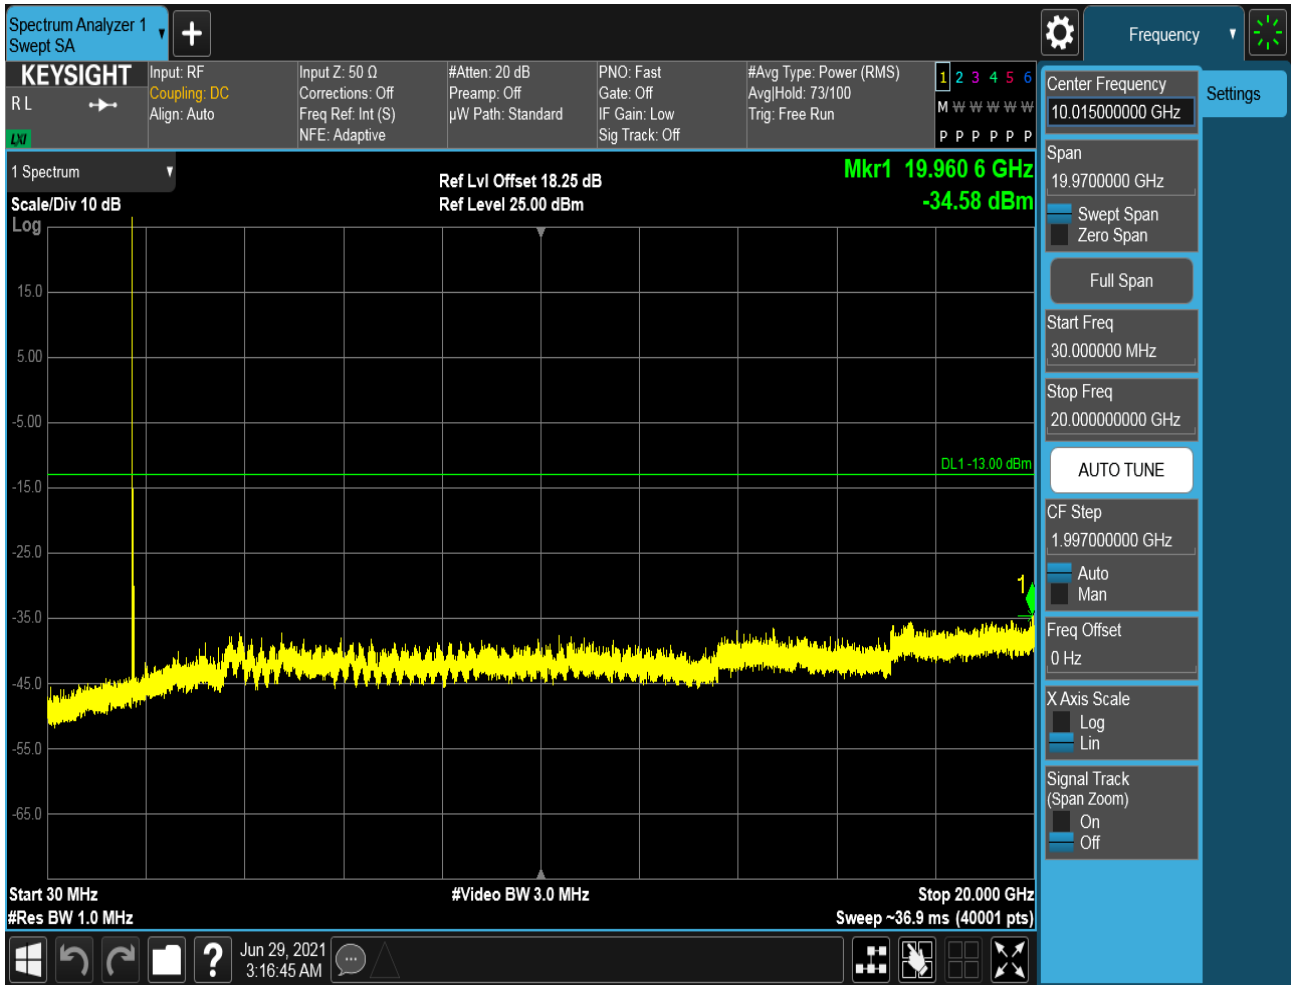 Spectrum Analyzer 1
Swept SA
Frequency
KEYSIGHT
R L
LXI
Input: RF
Coupling: DC
Align: Auto
Input Z: 50 Ω
Corrections: Off
Freq Ref: Int (S)
NFE: Adaptive
#Atten: 20 dB
Preamp: Off
µW Path: Standard
PNO: Fast
Gate: Off
IF Gain: Low
Sig Track: Off
#Avg Type: Power (RMS)
Avg|Hold: 73/100
Trig: Free Run
1 2 3 4 5 6
M W W W W W
P P P P P P
1 Spectrum
Scale/Div 10 dB
Log
Ref Lvl Offset 18.25 dB
Ref Level 25.00 dBm
Mkr1 19.960 6 GHz
-34.58 dBm
15.0
5.00
-5.00
DL1 -13.00 dBm
-15.0
-25.0
1
-35.0
-45.0
-55.0
-65.0
Start 30 MHz
#Res BW 1.0 MHz
#Video BW 3.0 MHz
Stop 20.000 GHz
Sweep ~36.9 ms (40001 pts)
Center Frequency
10.015000000 GHz
Settings
Span
19.9700000 GHz
Swept Span
Zero Span
Full Span
Start Freq
30.000000 MHz
Stop Freq
20.000000000 GHz
AUTO TUNE
CF Step
1.997000000 GHz
Auto
Man
Freq Offset
0 Hz
X Axis Scale
Log
Lin
Signal Track
(Span Zoom)
On
Off
?
Jun 29, 2021
3:16:45 AM